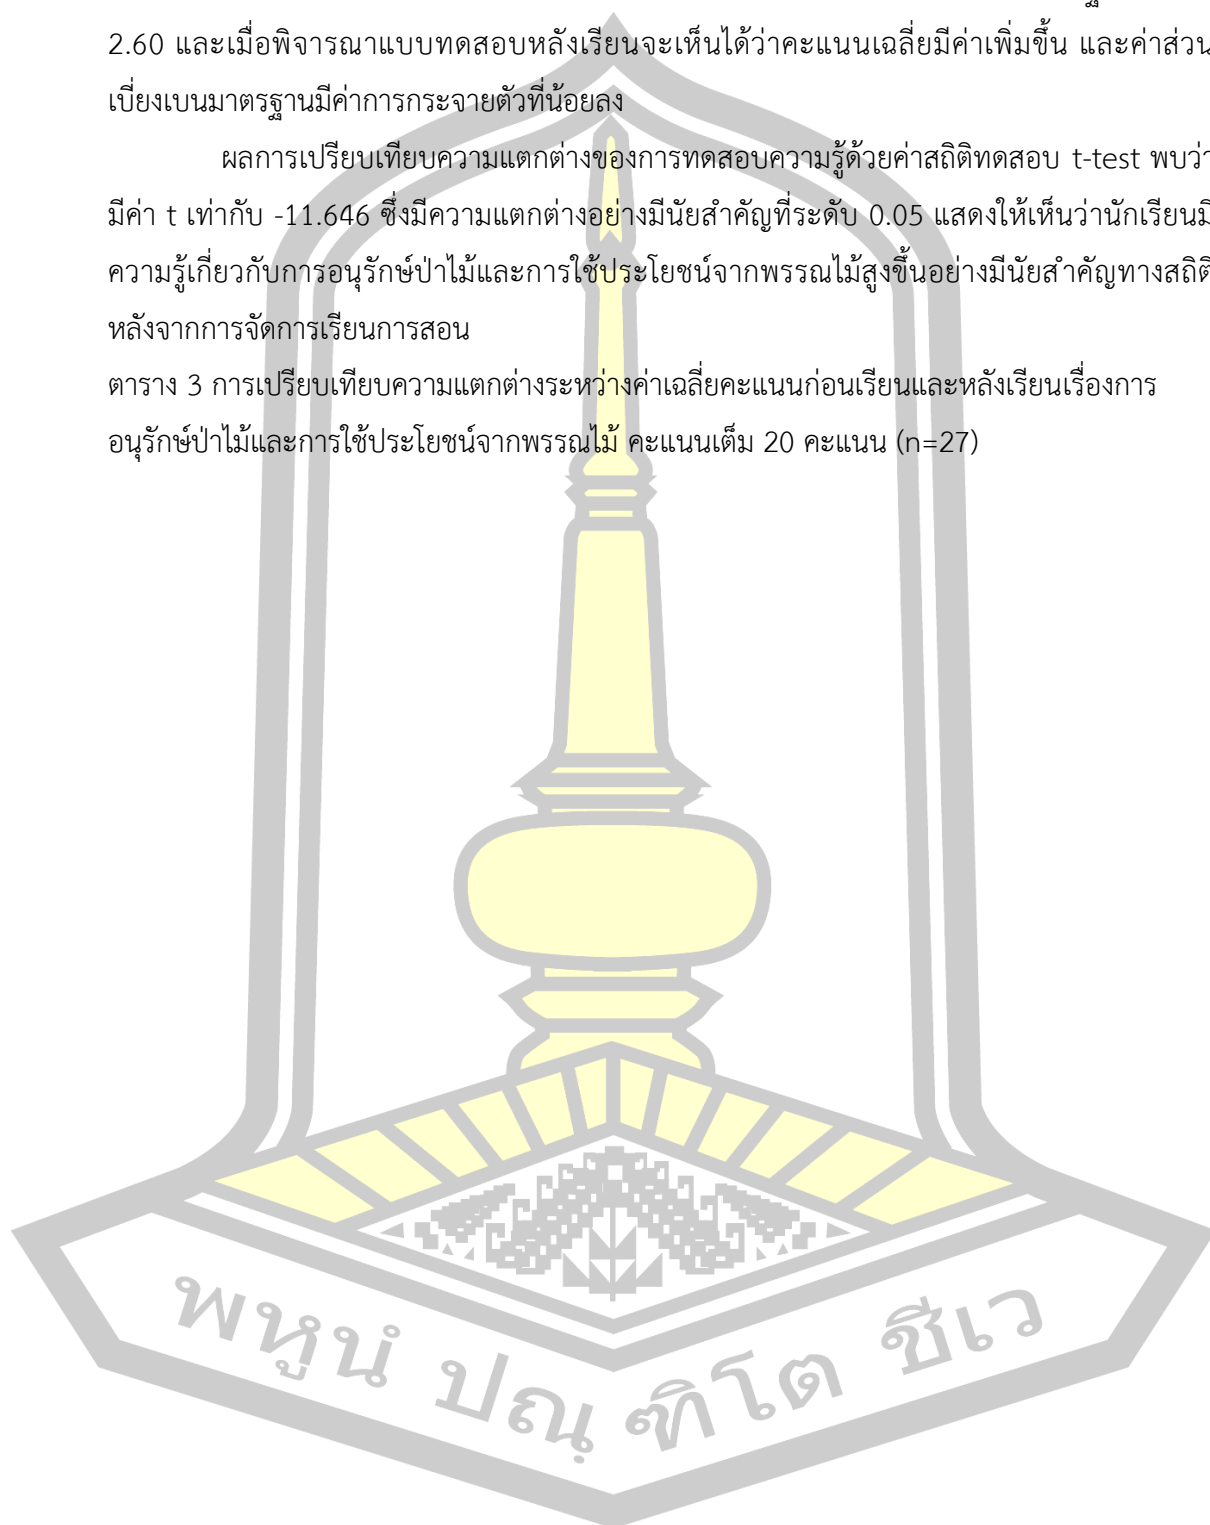 2.60 และเมื่อพิจารณาแบบทดสอบหลังเรียนจะเห็นได้ว่าคะแนนเฉลี่ยมีค่าเพิ่มขึ้น และค่าส่วน
เบี่ยงเบนมาตรฐานมีค่าการกระจายตัวที่น้อยลง
ผลการเปรียบเทียบความแตกต่างของการทดสอบความรู้ด้วยค่าสถิติทดสอบ t-test พบว่า
มีค่า t เท่ากับ -11.646 ซึ่งมีความแตกต่างอย่างมีนัยสำคัญที่ระดับ 0.05 แสดงให้เห็นว่านักเรียนมี
ความรู้เกี่ยวกับการอนุรักษ์ป่าไม้และการใช้ประโยชน์จากพรรณไม้สูงขึ้นอย่างมีนัยสำคัญทางสถิติ
หลังจากการจัดการเรียนการสอน
ตาราง 3 การเปรียบเทียบความแตกต่างระหว่างค่าเฉลี่ยคะแนนก่อนเรียนและหลังเรียนเรื่องการ
อนุรักษ์ป่าไม้และการใช้ประโยชน์จากพรรณไม้ คะแนนเต็ม 20 คะแนน (n=27)
พหูนํ ปณฺฑิโต ชีเว